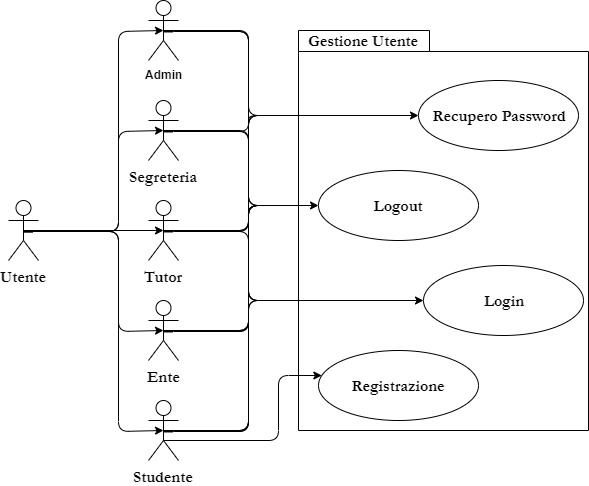 Admin
Gestione Utente
Recupero Password
Segreteria
Logout
Utente
Tutor
Login
Ente
Registrazione
Studente